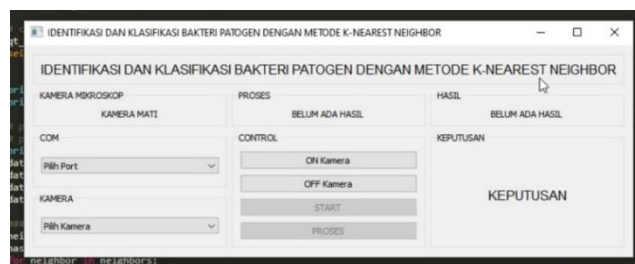 IDENTIFIKASI DAN KLASIFIKASI BAKTERI PATOGEN DENGAN METODE K-NEAREST NEIGHBOR
IDENTIFIKASI DAN KLASIFIKASI BAKTERI PATOGEN DENGAN METODE K-NEAREST NEIGHBOR
KAMERA MIKROSKOP
KAMERA MATI
PROSES
BELUM ADA HASIL
HASIL
BELUM ADA HASIL
COM
Pilih Port
KAMERA
Pilih Kamera
CONTROL
ON Kamera
OFF Kamera
START
PROSES
KEPUTUSAN
KEPUTUSAN
for neighbor in neighbors: